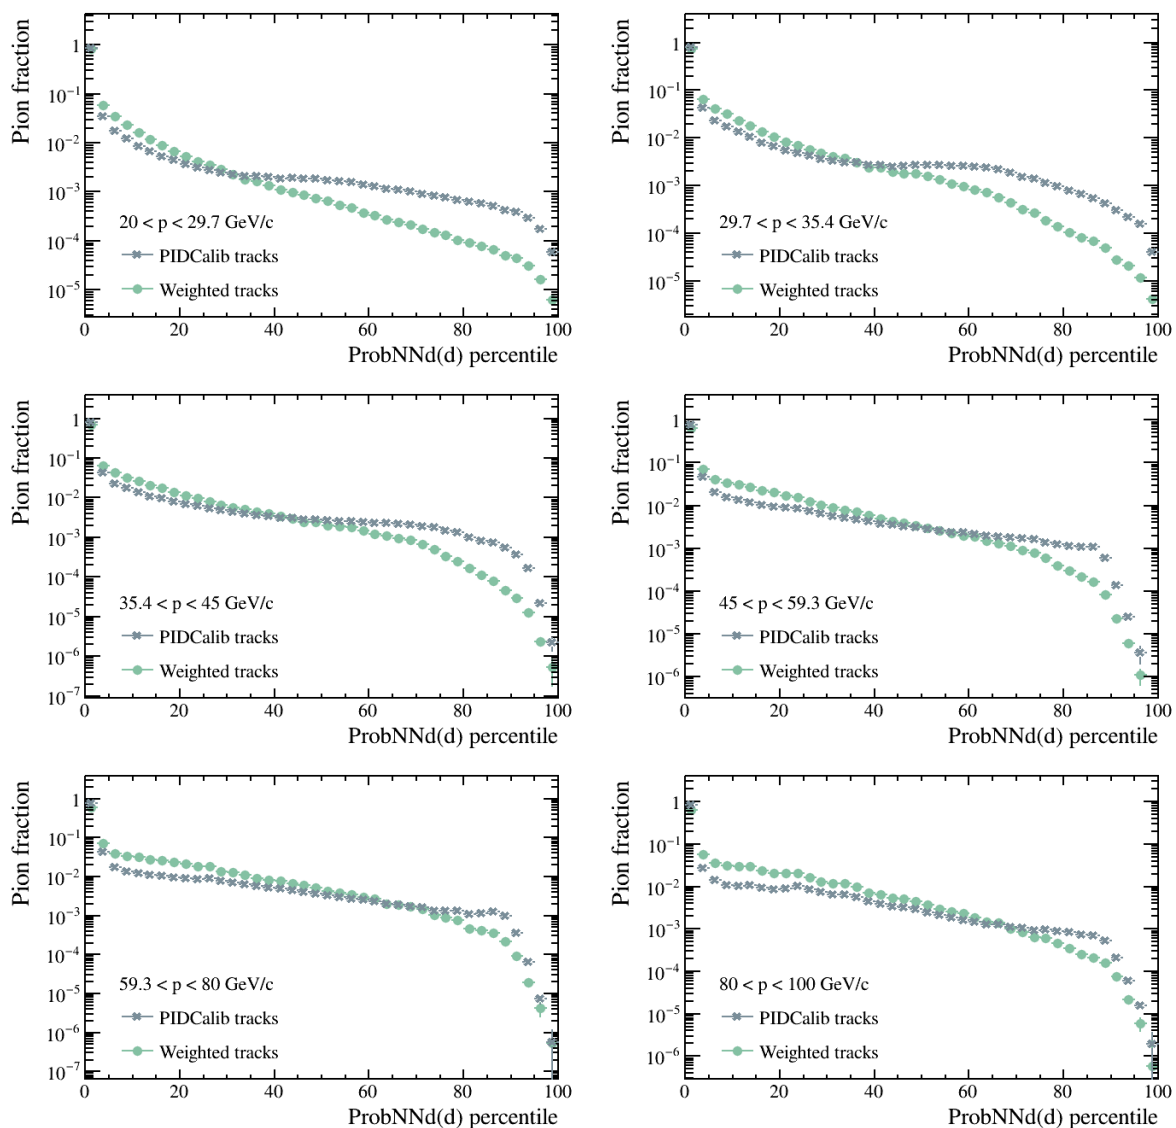 Pion fraction
1
10⁻¹
10⁻²
10⁻³
10⁻⁴
10⁻⁵
20 < p < 29.7 GeV/c
PIDCalib tracks
Weighted tracks
0 20 40 60 80 100
ProbNNd(d) percentile
Pion fraction
1
10⁻¹
10⁻²
10⁻³
10⁻⁴
10⁻⁵
29.7 < p < 35.4 GeV/c
PIDCalib tracks
Weighted tracks
0 20 40 60 80 100
ProbNNd(d) percentile
Pion fraction
1
10⁻¹
10⁻²
10⁻³
10⁻⁴
10⁻⁵
10⁻⁶
10⁻⁷
35.4 < p < 45 GeV/c
PIDCalib tracks
Weighted tracks
0 20 40 60 80 100
ProbNNd(d) percentile
Pion fraction
1
10⁻¹
10⁻²
10⁻³
10⁻⁴
10⁻⁵
10⁻⁶
45 < p < 59.3 GeV/c
PIDCalib tracks
Weighted tracks
0 20 40 60 80 100
ProbNNd(d) percentile
Pion fraction
1
10⁻¹
10⁻²
10⁻³
10⁻⁴
10⁻⁵
10⁻⁶
10⁻⁷
59.3 < p < 80 GeV/c
PIDCalib tracks
Weighted tracks
0 20 40 60 80 100
ProbNNd(d) percentile
Pion fraction
1
10⁻¹
10⁻²
10⁻³
10⁻⁴
10⁻⁵
10⁻⁶
80 < p < 100 GeV/c
PIDCalib tracks
Weighted tracks
0 20 40 60 80 100
ProbNNd(d) percentile